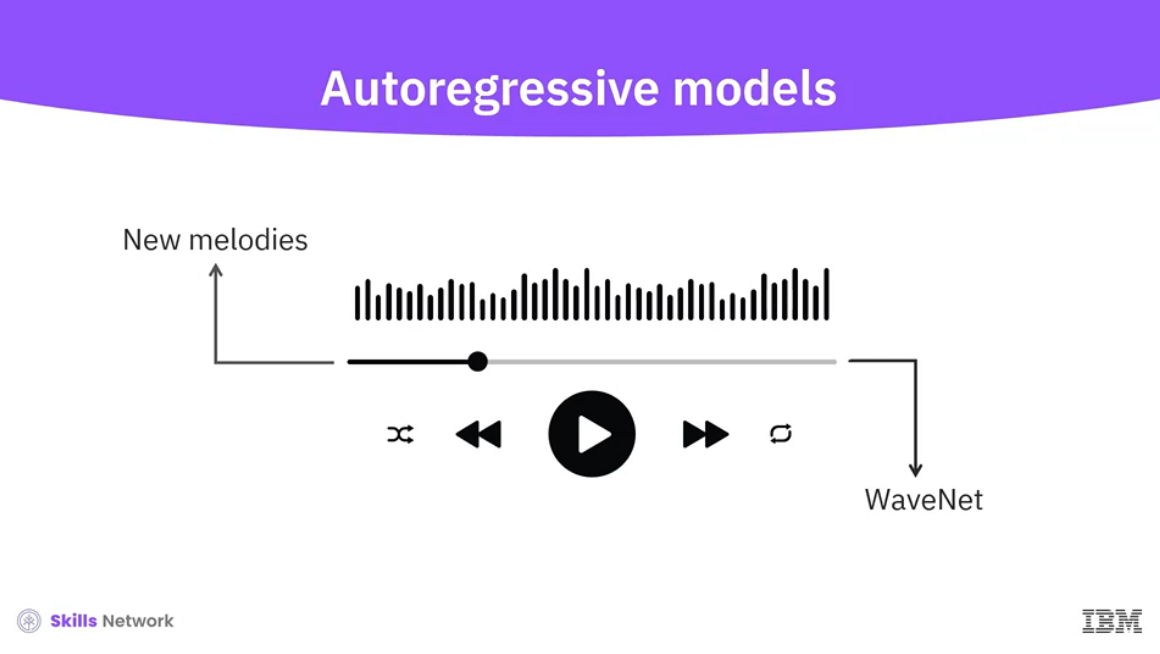 Autoregressive models
New melodies
WaveNet
Skills Network
IBM